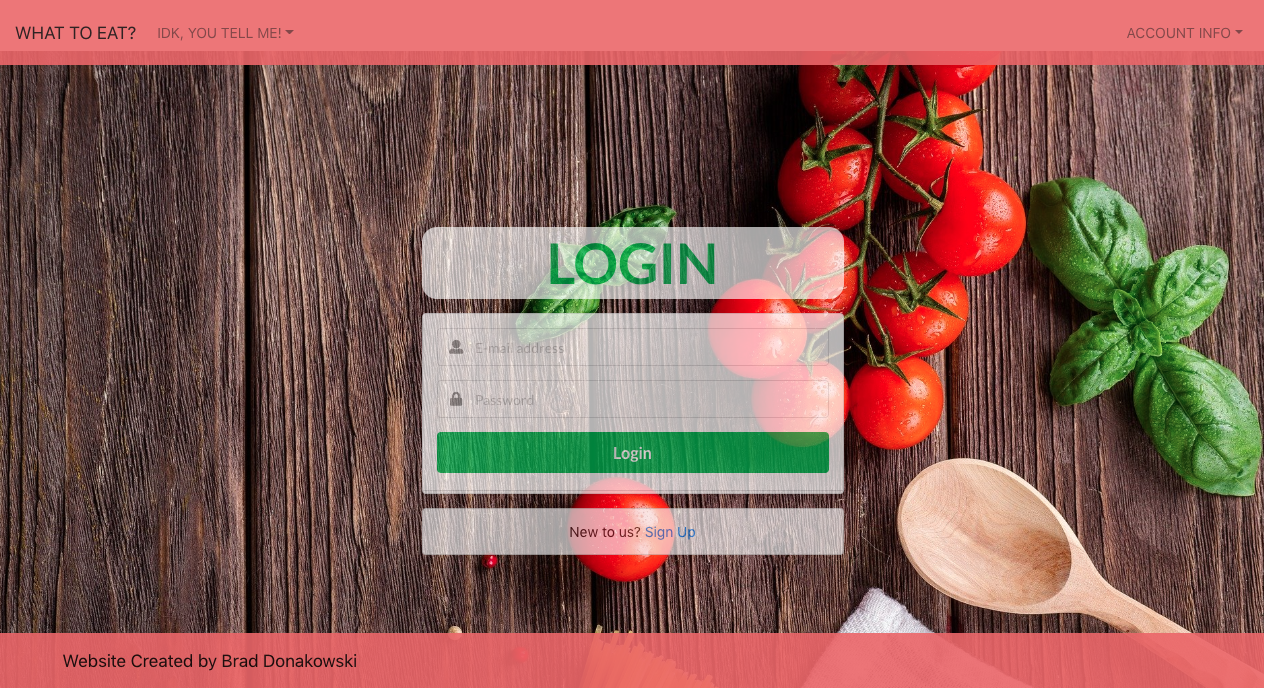 WHAT TO EAT? IDK, YOU TELL ME! ACCOUNT INFO
LOGIN
E-mail address
Password
Login
New to us? Sign Up
Website Created by Brad Donakowski